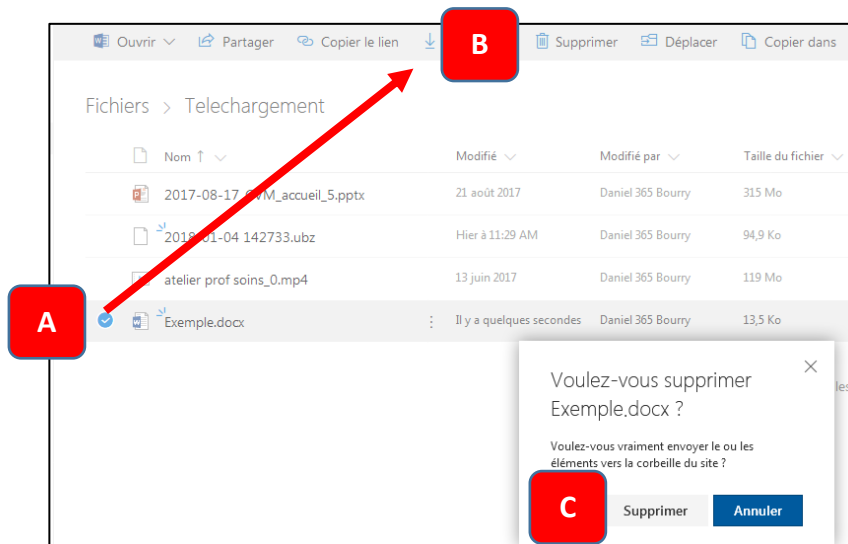 Ouvrir Partager Copier le lien B Supprimer Déplacer Copier dans
Fichiers > Telechargement
Nom ↑ Modifié Modifié par Taille du fichier
2017-08-17_CVM_accueil_5.pptx 21 août 2017 Daniel 365 Bourry 315 Mo
2018-01-04 142733.ubz Hier à 11:29 AM Daniel 365 Bourry 94,9 Ko
atelier prof soins_0.mp4 13 juin 2017 Daniel 365 Bourry 119 Mo
A Exemple.docx Il y a quelques secondes Daniel 365 Bourry 13,5 Ko
Voulez-vous supprimer
Exemple.docx ?
les
Voulez-vous vraiment envoyer le ou les
éléments vers la corbeille du site ?
C Supprimer Annuler